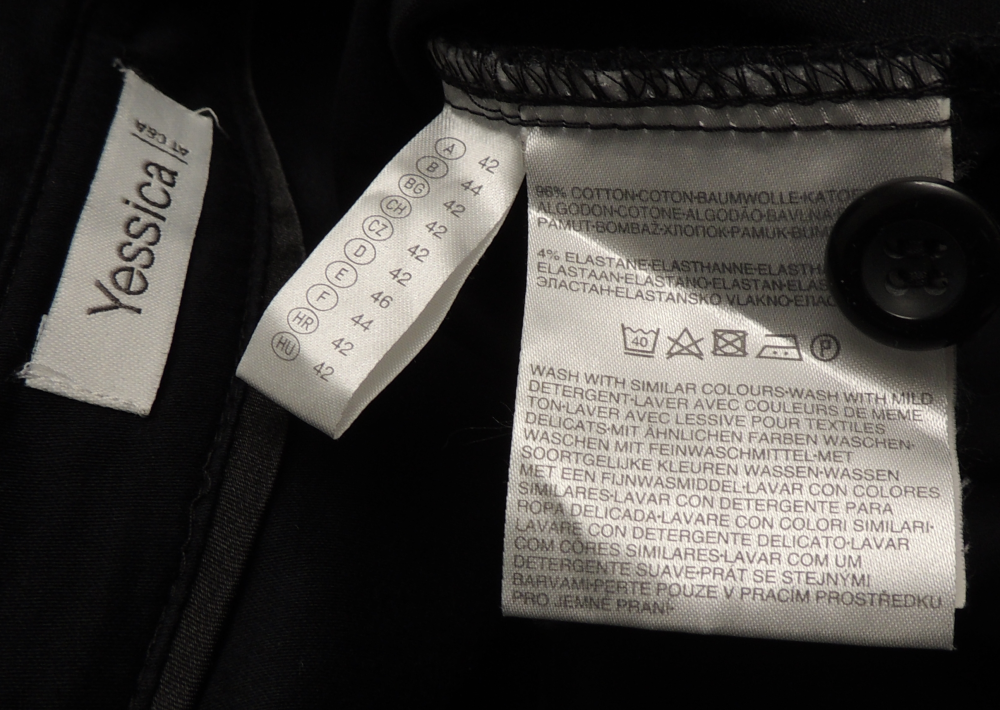 Yessica
AT C&A
A 42
B 44
BG 42
CH 42
CZ 42
D 42
E 46
F 44
HR 42
HU 42
96% COTTON·COTON·BAUMWOLLE·KATOE
ALGODON·COTONE·ALGODÃO·BAVLNA
PAMUT·BOMBAŽ·ХЛОПОК·PAMUK·BUM
4% ELASTANE·ELASTHANNE·ELASTH
ELASTAAN·ELASTANO·ELASTAN·ELAS
ЭЛАСТАН·ELASTANSKO VLAKNO·ELA
40
P
WASH WITH SIMILAR COLOURS·WASH WITH MILD
DETERGENT·LAVER AVEC COULEURS DE MEME
TON·LAVER AVEC LESSIVE POUR TEXTILES
DELICATS·MIT ÄHNLICHEN FARBEN WASCHEN·
WASCHEN MIT FEINWASCHMITTEL·MET
SOORTGELIJKE KLEUREN WASSEN·WASSEN
MET EEN FIJNWASMIDDEL·LAVAR CON COLORES
SIMILARES·LAVAR CON DETERGENTE PARA
ROPA DELICADA·LAVARE CON COLORI SIMILARI·
LAVARE CON DETERGENTE DELICATO·LAVAR
COM CÔRES SIMILARES·LAVAR COM UM
DETERGENTE SUAVE·PRÁT SE STEJNÝMI
BARVAMI·PERTE POUZE V PRACÍM PROSTŘEDKU
PRO JEMNÉ PRANÍ·